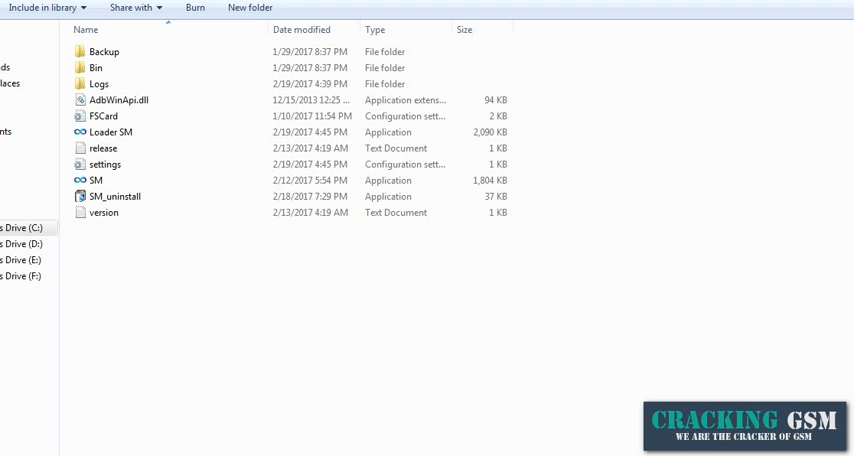 Include in library Share with Burn New folder
Name Date modified Type Size
Backup 1/29/2017 8:37 PM File folder
ds Bin 1/29/2017 8:37 PM File folder
laces Logs 2/19/2017 4:39 PM File folder
AdbWinApi.dll 12/15/2013 12:25 ... Application extens... 94 KB
FSCard 1/10/2017 11:54 PM Configuration sett... 2 KB
ents Loader SM 2/19/2017 4:45 PM Application 2,090 KB
release 2/13/2017 4:19 AM Text Document 1 KB
settings 2/19/2017 4:45 PM Configuration sett... 1 KB
SM 2/12/2017 5:54 PM Application 1,804 KB
SM_uninstall 2/18/2017 7:29 PM Application 37 KB
version 2/13/2017 4:19 AM Text Document 1 KB
s Drive (C:)
s Drive (D:)
s Drive (E:)
s Drive (F:)
CRACKING GSM
WE ARE THE CRACKER OF GSM